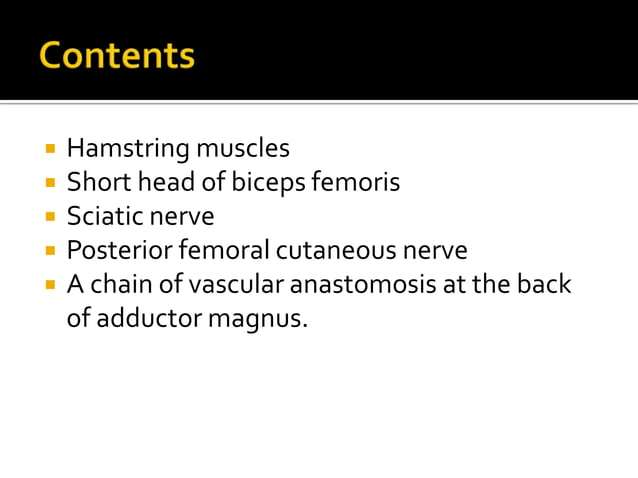 Contents
Hamstring muscles
Short head of biceps femoris
Sciatic nerve
Posterior femoral cutaneous nerve
A chain of vascular anastomosis at the back
of adductor magnus.